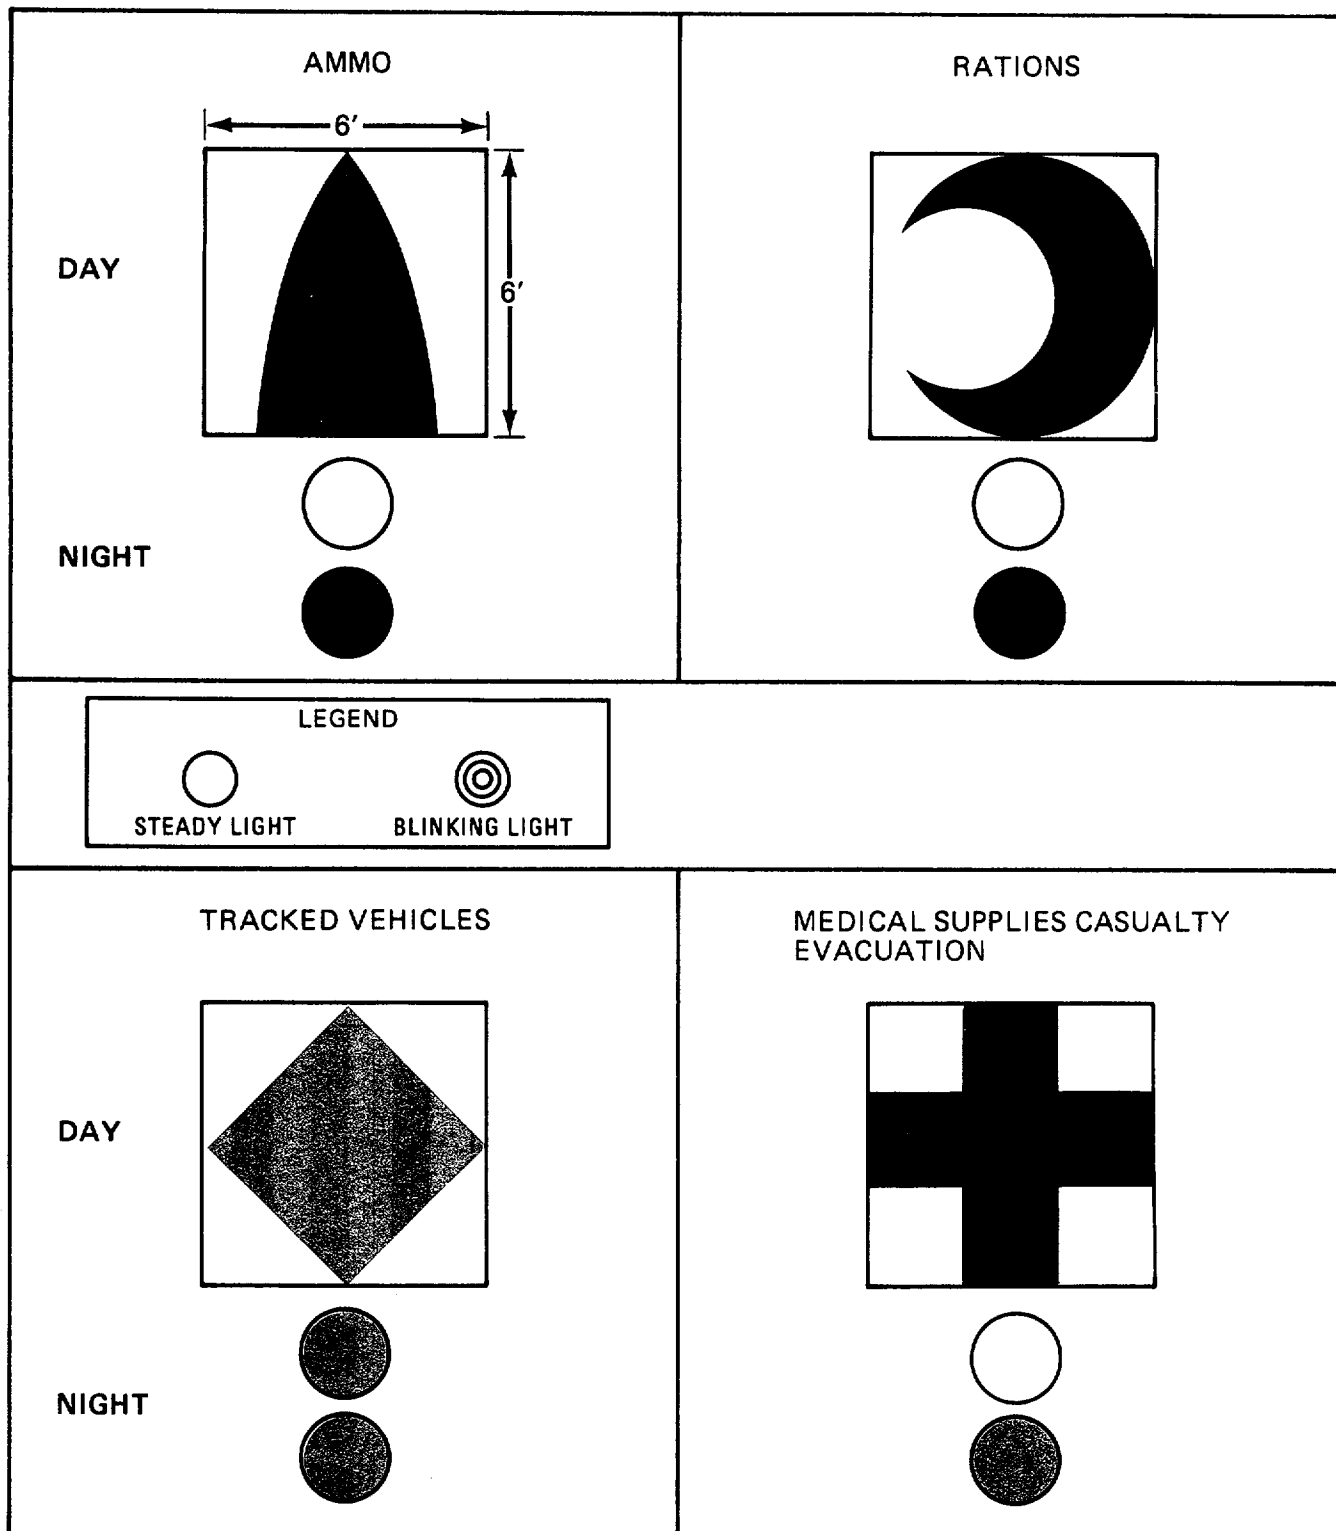 AMMO
6'
6'
DAY
NIGHT
RATIONS
LEGEND
STEADY LIGHT
BLINKING LIGHT
TRACKED VEHICLES
DAY
NIGHT
MEDICAL SUPPLIES CASUALTY
EVACUATION